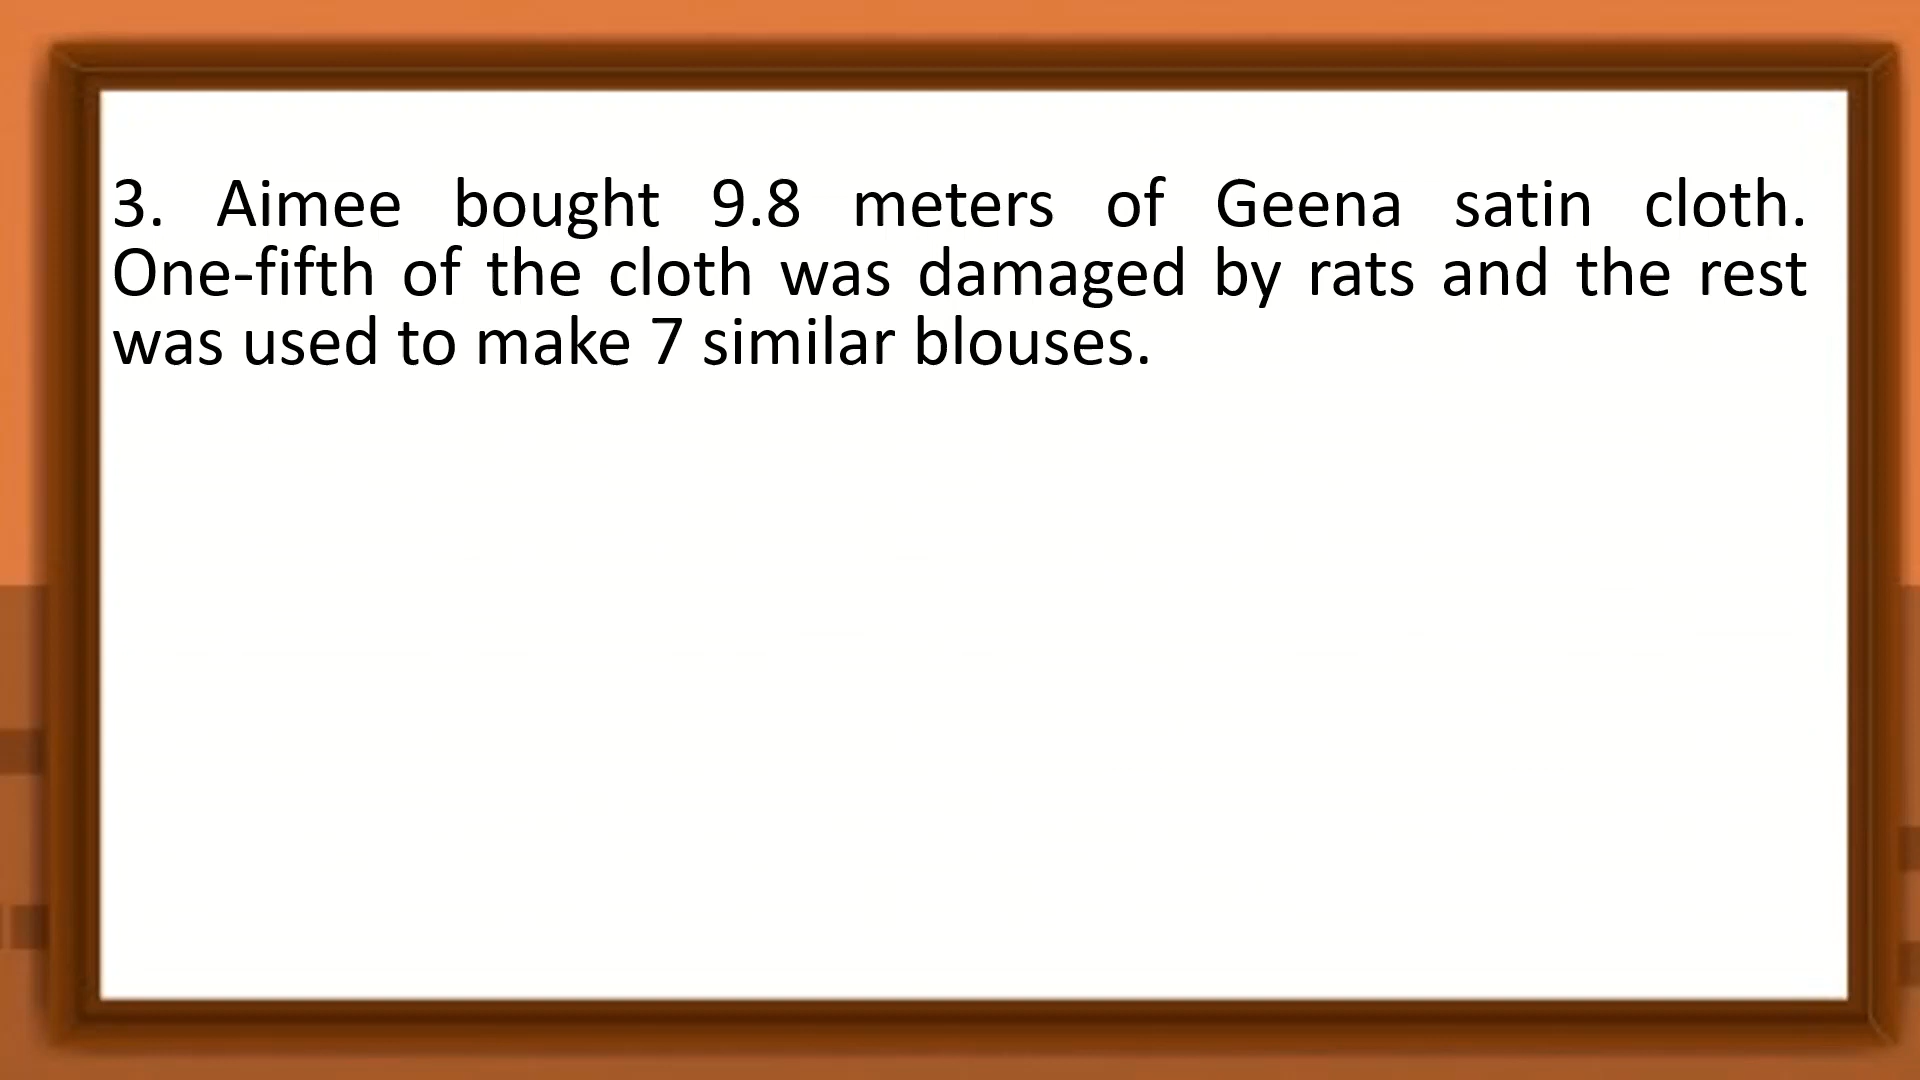 3. Aimee bought 9.8 meters of Geena satin cloth.
One-fifth of the cloth was damaged by rats and the rest
was used to make 7 similar blouses.